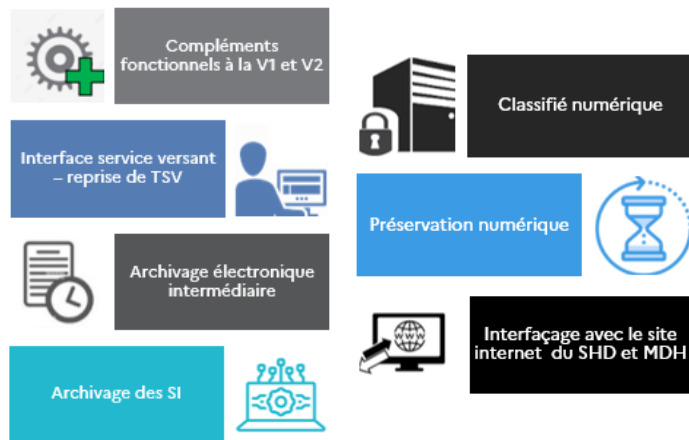 Compléments
fonctionnels à la V1 et V2
Interface service versant
– reprise de TSV
Archivage électronique
intermédiaire
Archivage des SI
Classifié numérique
Préservation numérique
www
Interfaçage avec le site
internet du SHD et MDH